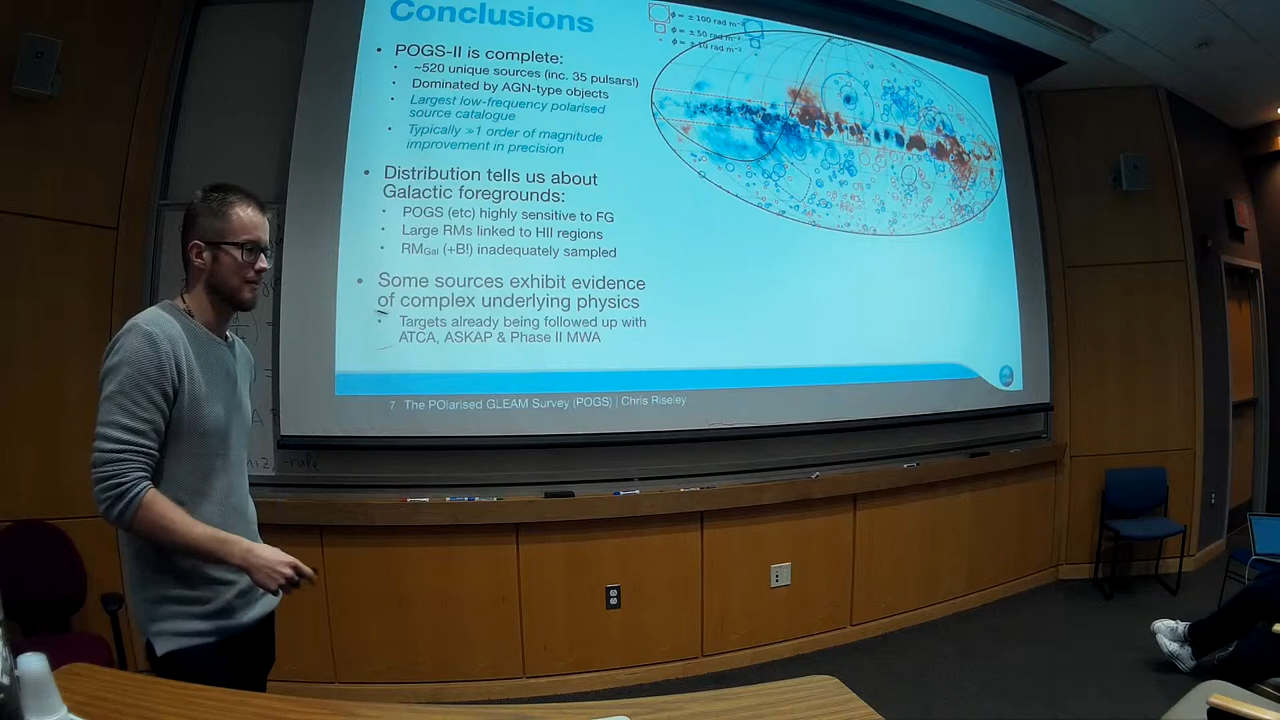 Conclusions
• POGS-II is complete:
• ~520 unique sources (inc. 35 pulsars!)
• Dominated by AGN-type objects
• Largest low-frequency polarised
source catalogue
• Typically ≫1 order of magnitude
improvement in precision
• Distribution tells us about
Galactic foregrounds:
• POGS (etc) highly sensitive to FG
• Large RMs linked to HII regions
• RMGal (+B!) inadequately sampled
• Some sources exhibit evidence
of complex underlying physics
• Targets already being followed up with
ATCA, ASKAP & Phase II MWA
ϕ = ± 100 rad m⁻²
ϕ = ± 50 rad m⁻²
ϕ = ± 10 rad m⁻²
7 The POlarised GLEAM Survey (POGS) | Chris Riseley
-rule